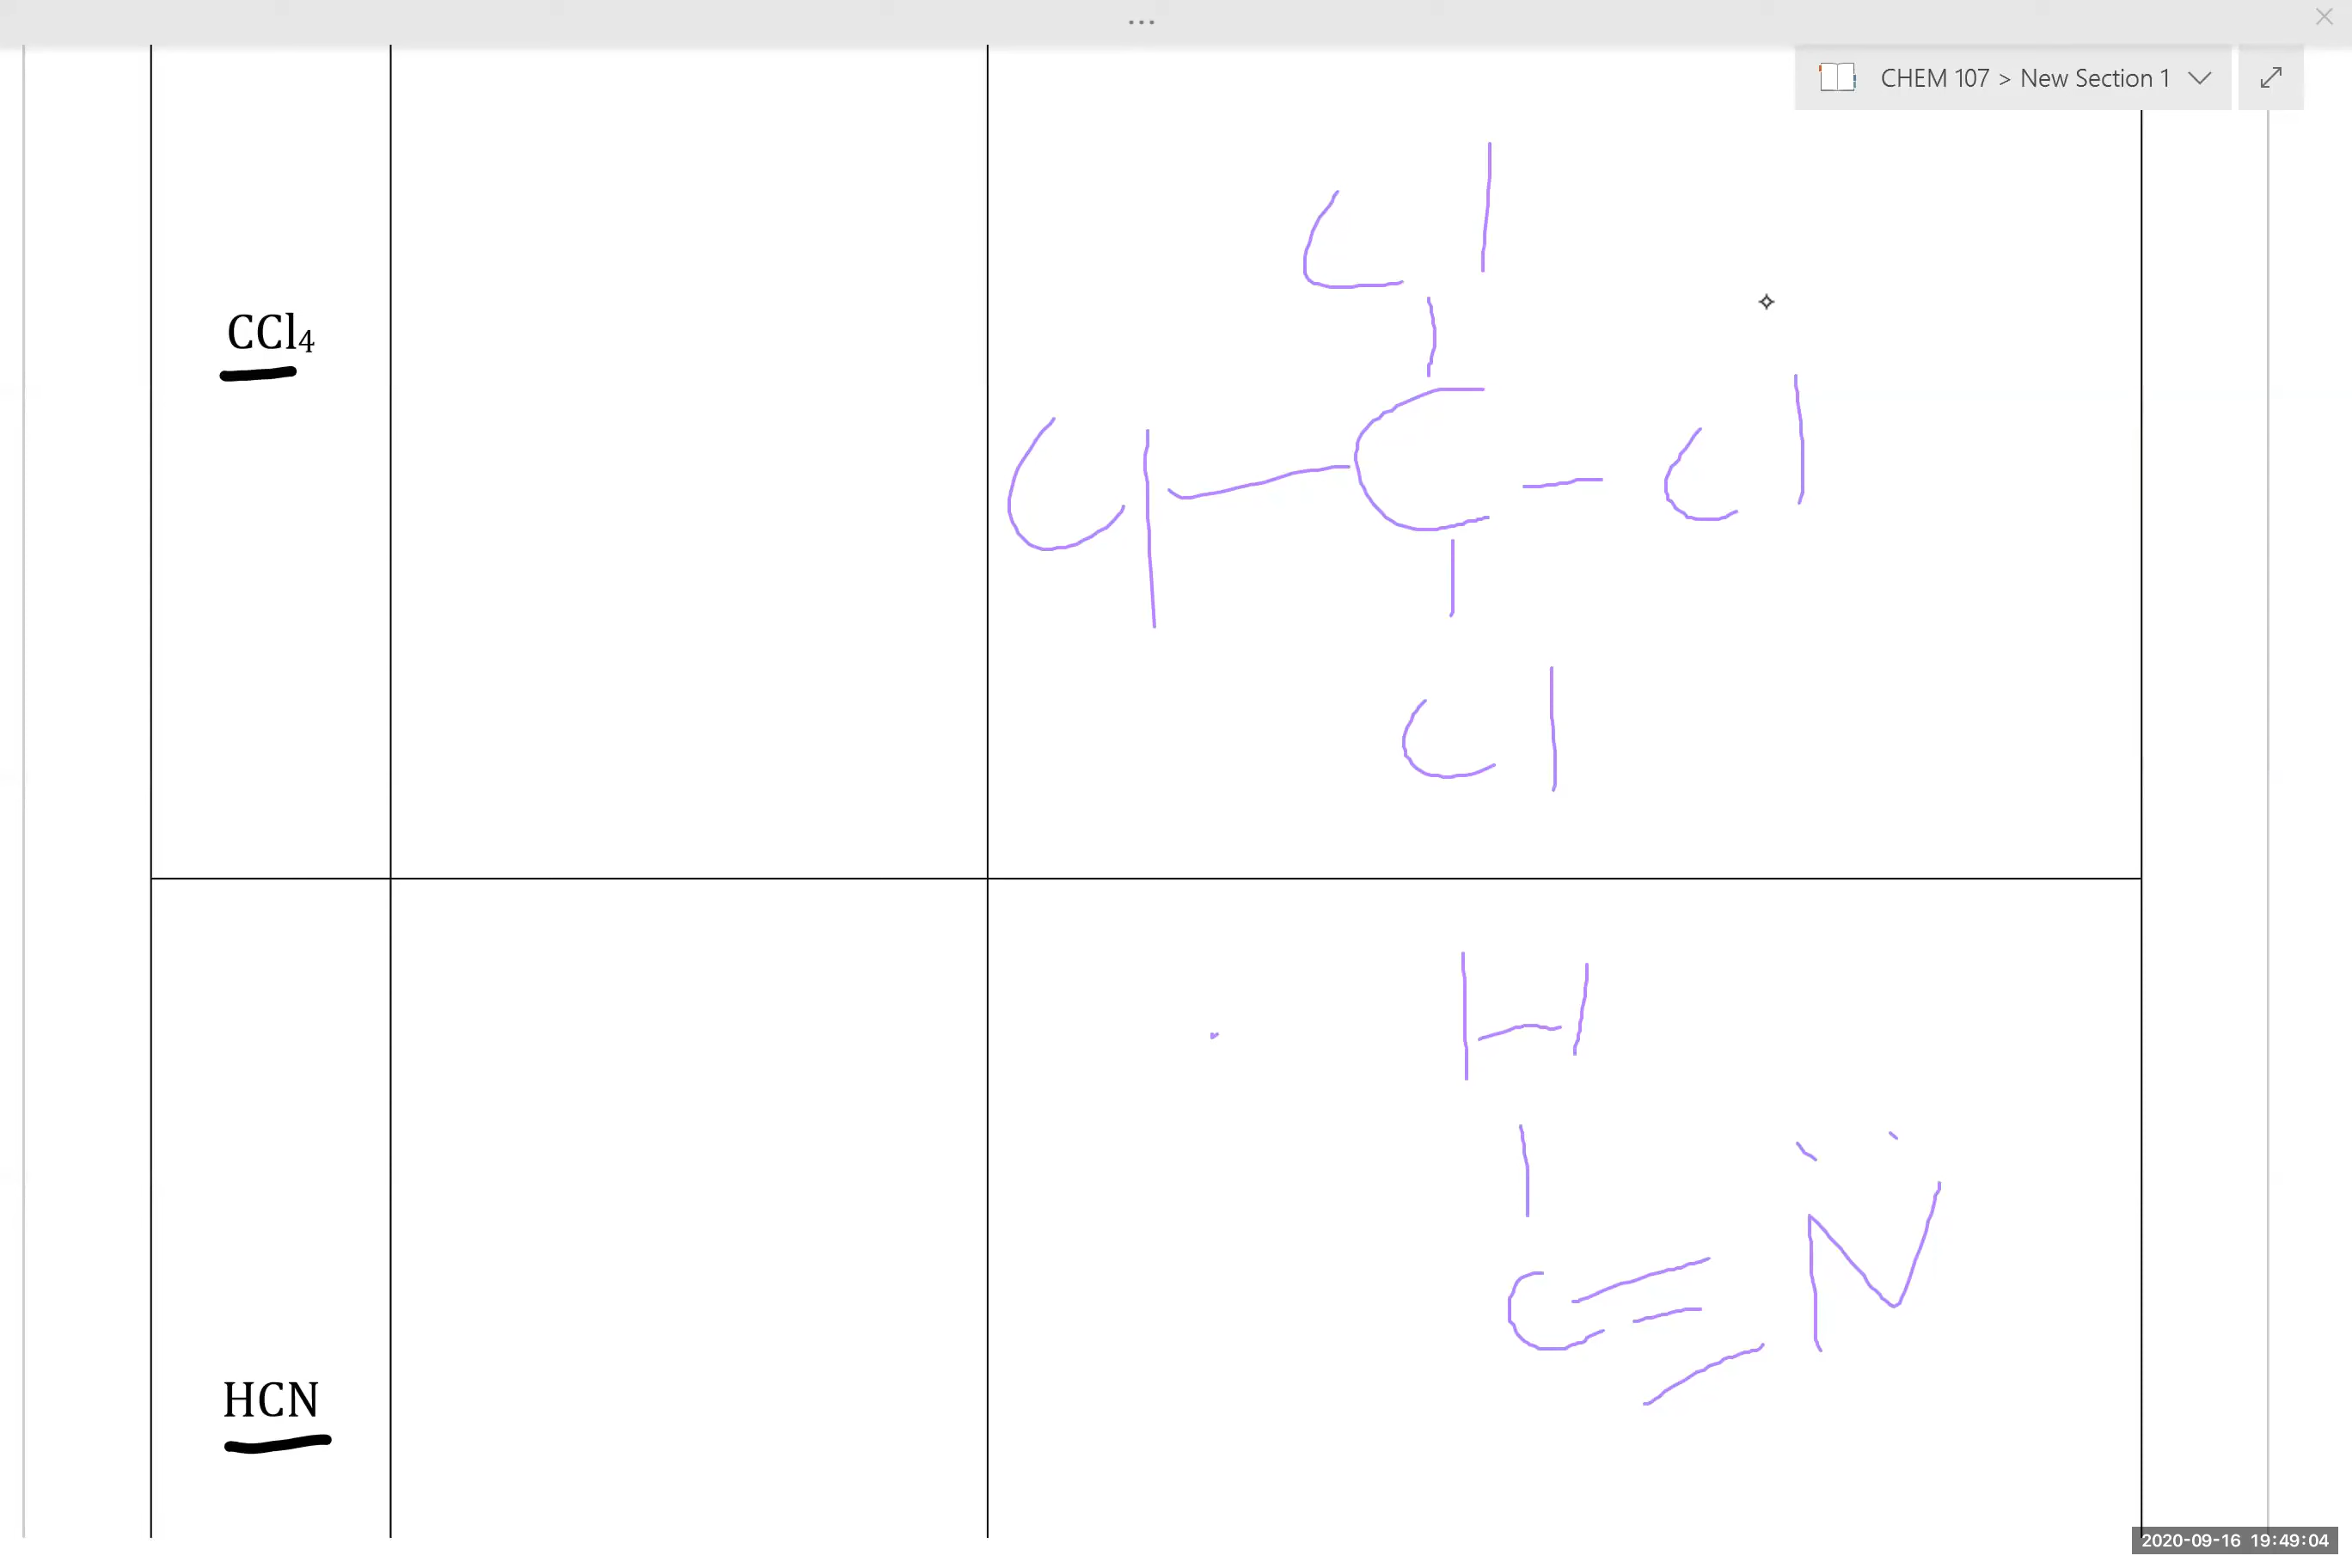 CHEM 107 > New Section 1
Cl
CCl₄
Cl — C — Cl
Cl
H
C ≡ N
HCN
2020-09-16 19:49:04